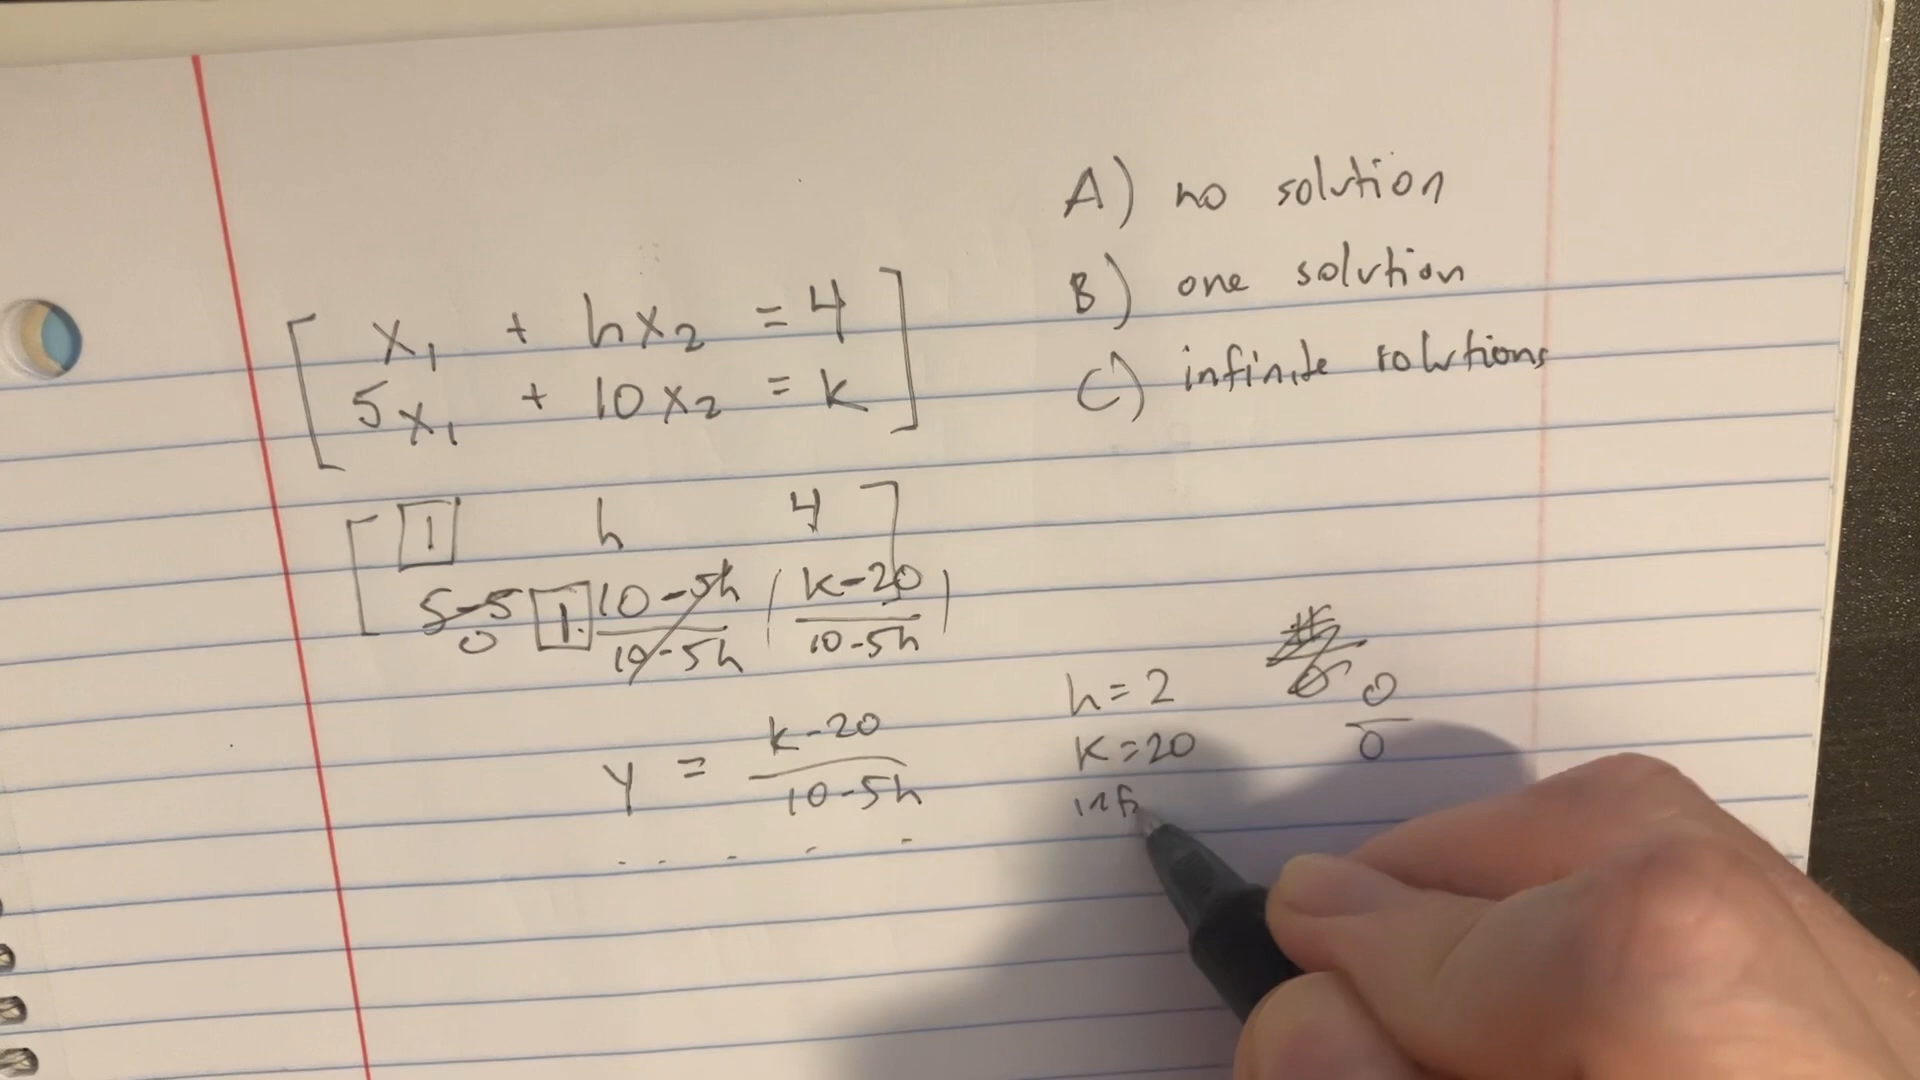 x₁ + hx₂ = 4
5x₁ + 10x₂ = k
A) no solution
B) one solution
C) infinite solutions
1 h 4
5-5 10-5h k-20
0 1 10-5h 10-5h
y = k-20
10-5h
h=2
k=20
0
0